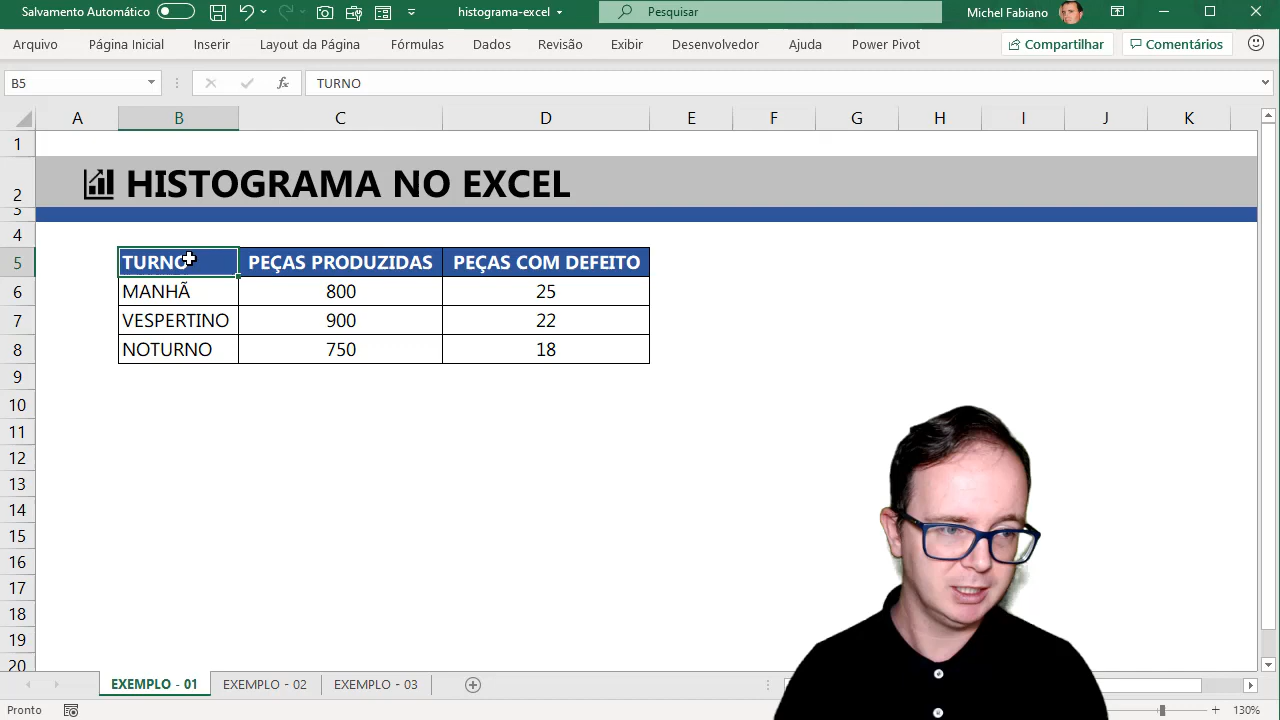 Salvamento Automático histograma-excel Pesquisar Michel Fabiano
Arquivo Página Inicial Inserir Layout da Página Fórmulas Dados Revisão Exibir Desenvolvedor Ajuda Power Pivot Compartilhar Comentários
B5 fx TURNO
A B C D E F G H I J K
1
2 HISTOGRAMA NO EXCEL
3
4
5 TURNO PEÇAS PRODUZIDAS PEÇAS COM DEFEITO
6 MANHÃ 800 25
7 VESPERTINO 900 22
8 NOTURNO 750 18
9
10
11
12
13
14
15
16
17
18
19
20
EXEMPLO - 01 EXEMPLO - 02 EXEMPLO - 03
Pronto 130%